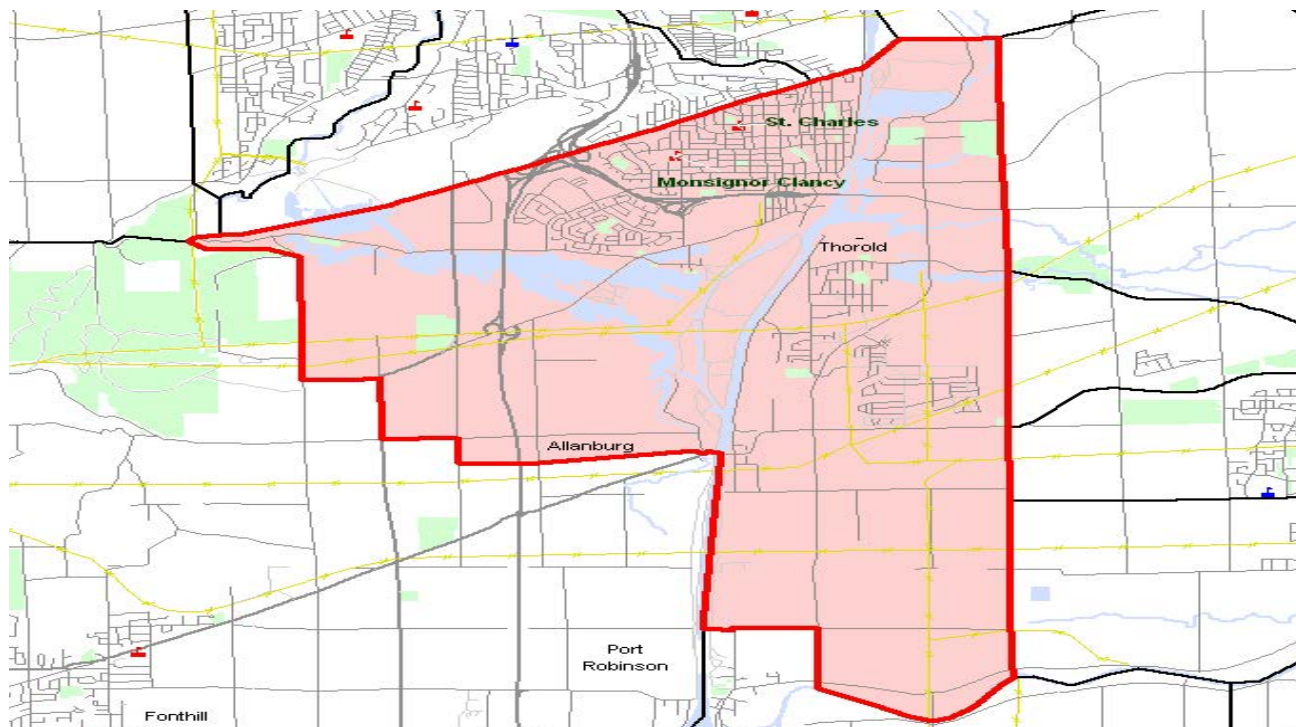 St. Charles
Monsignor Clancy
Thorold
Allanburg
Port
Robinson
Fonthill